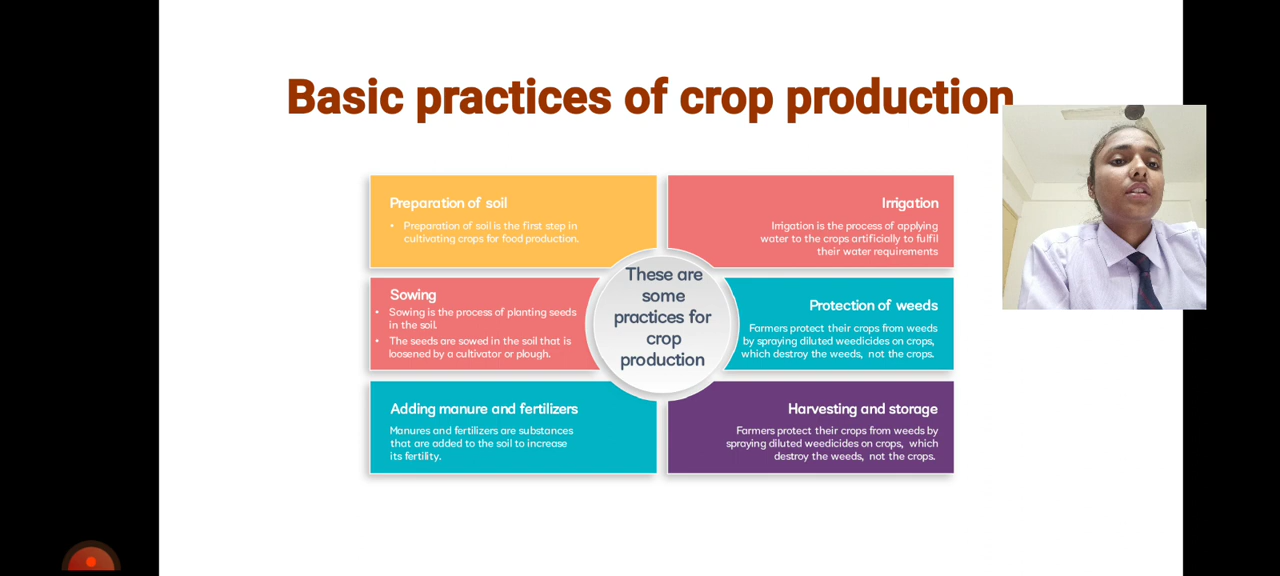 Basic practices of crop production
Preparation of soil
• Preparation of soil is the first step in
cultivating crops for food production.
Sowing
• Sowing is the process of planting seeds
in the soil.
• The seeds are sowed in the soil that is
loosened by a cultivator or plough.
Adding manure and fertilizers
Manures and fertilizers are substances
that are added to the soil to increase
its fertility.
These are
some
practices for
crop
production
Irrigation
Irrigation is the process of applying
water to the crops artificially to fulfil
their water requirements
Protection of weeds
Farmers protect their crops from weeds
by spraying diluted weedicides on crops,
which destroy the weeds, not the crops.
Harvesting and storage
Farmers protect their crops from weeds by
spraying diluted weedicides on crops, which
destroy the weeds, not the crops.